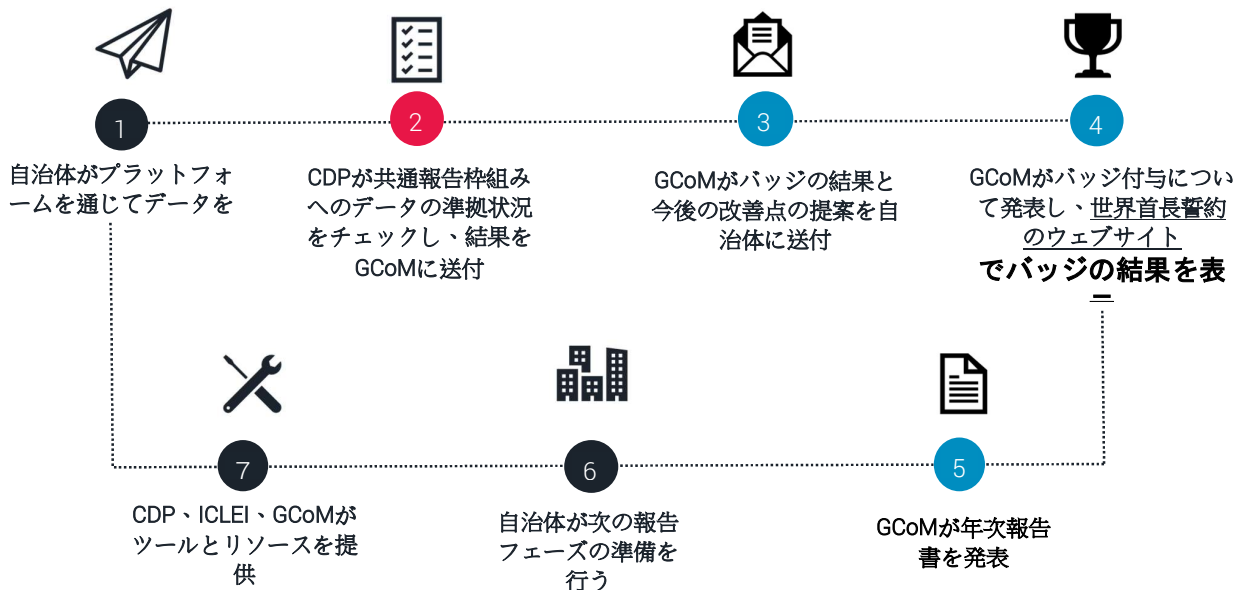 1
自治体がプラットフォ
ームを通じてデータを
2
CDPが共通報告枠組み
へのデータの準拠状況
をチェックし、結果を
GCoMに送付
3
GCoMがバッジの結果と
今後の改善点の提案を自
治体に送付
4
GCoMがバッジ付与につい
て発表し、世界首長誓約
のウェブサイト
でバッジの結果を表
7
CDP、ICLEI、GCoMが
ツールとリソースを提
供
6
自治体が次の報告
フェーズの準備を
行う
5
GCoMが年次報告
書を発表